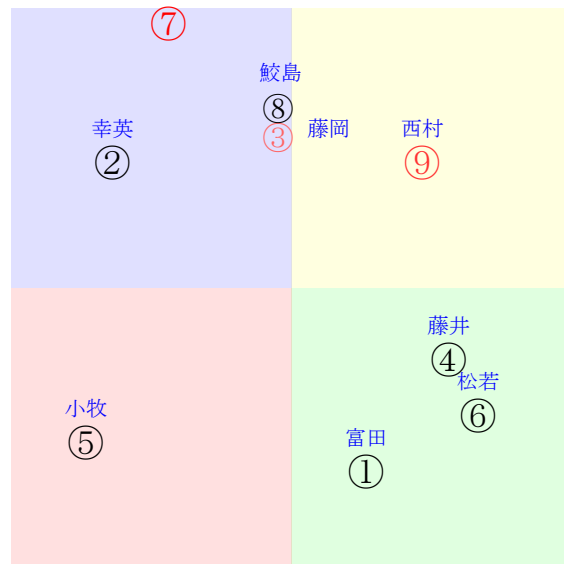 ⑦
鮫島
⑧
幸英
③
藤岡
西村
②
⑨
藤井
④
松若
小牧
⑥
⑤
富田
①